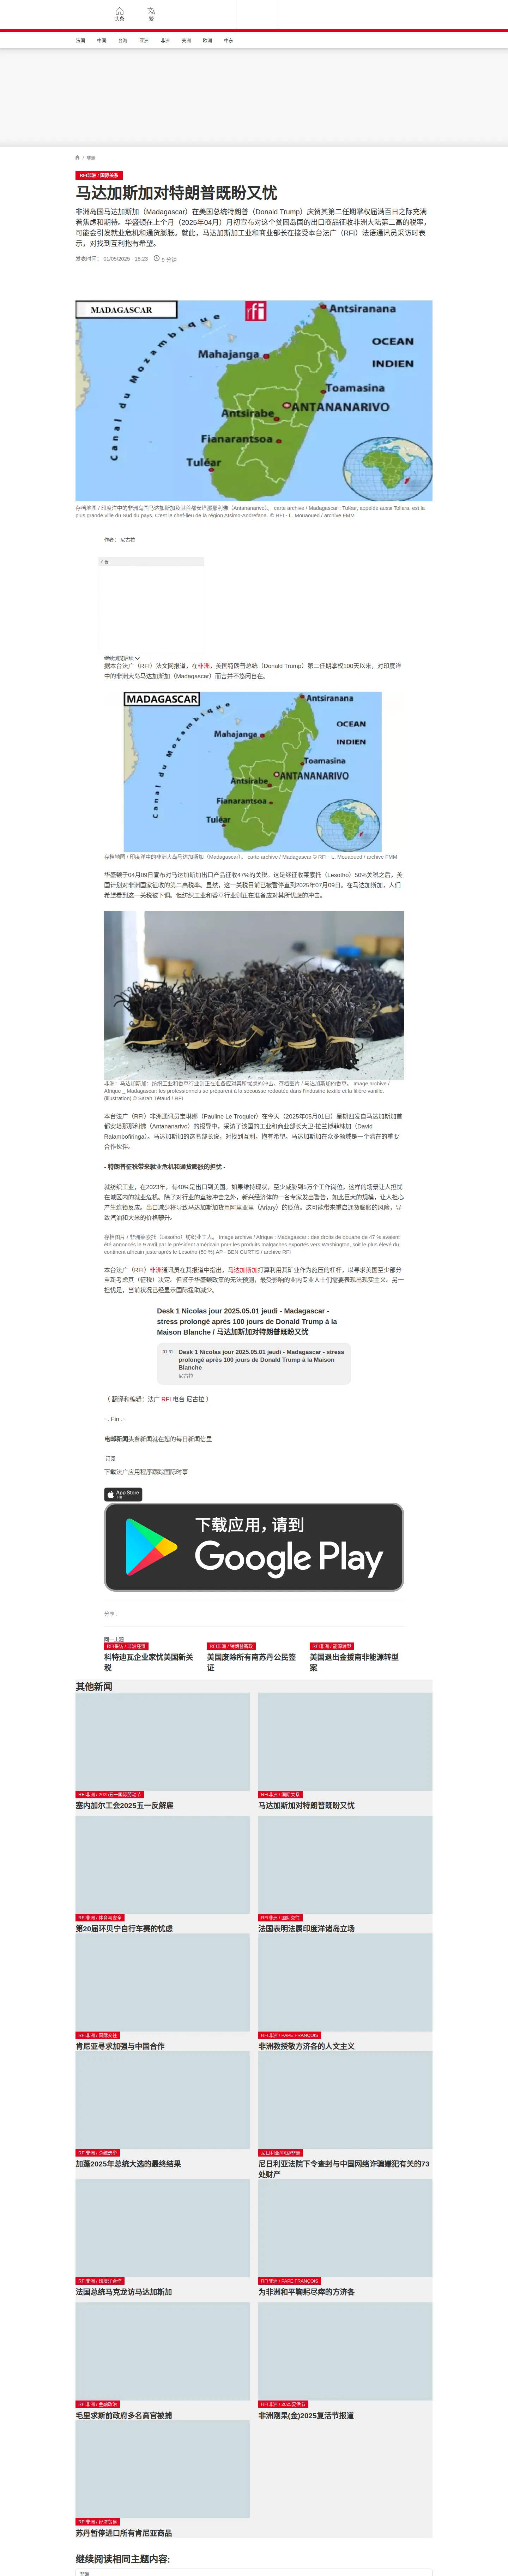 头条
繁
法国
中国
台海
亚洲
非洲
美洲
欧洲
中东
/ 非洲
RFI非洲 / 国际关系
马达加斯加对特朗普既盼又忧
非洲岛国马达加斯加（Madagascar）在美国总统特朗普（Donald Trump）庆贺其第二任期掌权届满百日之际充满
着焦虑和期待。华盛顿在上个月（2025年04月）月初宣布对这个贫困岛国的出口商品征收非洲大陆第二高的税率，
可能会引发就业危机和通货膨胀。就此，马达加斯加工业和商业部长在接受本台法广（RFI）法语通讯员采访时表
示，对找到互利抱有希望。
发表时间： 01/05/2025 - 18:23
9 分钟
MADAGASCAR
rfi
Antsiranana
Canal du Mozambique
Mahajanga
OCEAN
INDIEN
Toamasina
Antsirabe
ANTANANARIVO
Fianarantsoa
Tuléar
存档地图 / 印度洋中的非洲岛国马达加斯加及其首都安塔那那利佛（Antananarivo）。 carte archive / Madagascar : Tuléar, appelée aussi Toliara, est la
plus grande ville du Sud du pays. C'est le chef-lieu de la région Atsimo-Andrefana. © RFI - L. Mouaoued / archive FMM
作者： 尼古拉
广告
继续浏览后续
据本台法广（RFI）法文网报道，在非洲，美国特朗普总统（Donald Trump）第二任期掌权100天以来，对印度洋
中的非洲大岛马达加斯加（Madagascar）而言并不悠闲自在。
MADAGASCAR
Antsiranana
Canal du Mozambique
Mahajanga
OCEAN
INDIEN
Toamasina
Antsirabe
ANTANANARIVO
Fianarantsoa
Tuléar
存档地图 / 印度洋中的非洲大岛马达加斯加（Madagascar）。 carte archive / Madagascar © RFI - L. Mouaoued / archive FMM
华盛顿于04月09日宣布对马达加斯加出口产品征收47%的关税。这是继征收莱索托（Lesotho）50%关税之后，美
国计划对非洲国家征收的第二高税率。虽然，这一关税目前已被暂停直到2025年07月09日。在马达加斯加，人们
希望看到这一关税被下调。但纺织工业和香草行业则正在准备应对其所忧虑的冲击。
非洲：马达加斯加：纺织工业和香草行业则正在准备应对其所忧虑的冲击。存档图片 / 马达加斯加的香草。 Image archive /
Afrique _ Madagascar: les professionnels se préparent à la secousse redoutée dans l'industrie textile et la filière vanille.
(Illustration) © Sarah Tétaud / RFI
本台法广（RFI）非洲通讯员宝琳娜（Pauline Le Troquier）在今天（2025年05月01日）星期四发自马达加斯加首
都安塔那那利佛（Antananarivo）的报导中，采访了该国的工业和商业部长大卫·拉兰博菲林加（David
Ralambofiringa）。马达加斯加的这名部长说，对找到互利，抱有希望。马达加斯加在众多领域是一个潜在的重要
合作伙伴。
- 特朗普征税带来就业危机和通货膨胀的担忧 -
就纺织工业，在2023年，有40%是出口到美国。如果维持现状，至少威胁到5万个工作岗位。这样的场景让人担忧
在城区内的就业危机。除了对行业的直接冲击之外，新兴经济体的一名专家发出警告，如此巨大的规模，让人担心
产生连锁反应。出口减少将导致马达加斯加货币阿里亚里（Ariary）的贬值。这可能带来重启通货膨胀的风险，导
致汽油和大米的价格攀升。
存档图片 / 非洲莱索托（Lesotho）纺织业工人。 Image archive / Afrique : Madagascar : des droits de douane de 47 % avaient
été annoncés le 9 avril par le président américain pour les produits malgaches exportés vers Washington, soit le plus élevé du
continent africain juste après le Lesotho (50 %) AP - BEN CURTIS / archive RFI
本台法广（RFI）非洲通讯员在其报道中指出，马达加斯加打算利用其矿业作为施压的杠杆，以寻求美国至少部分
重新考虑其（征税）决定。但鉴于华盛顿政策的无法预测，最受影响的业内专业人士们需要表现出现实主义。另一
担忧是，当前状况已经显示国际援助减少。
Desk 1 Nicolas jour 2025.05.01 jeudi - Madagascar -
stress prolongé après 100 jours de Donald Trump à la
Maison Blanche / 马达加斯加对特朗普既盼又忧
Desk 1 Nicolas jour 2025.05.01 jeudi - Madagascar - stress
prolongé après 100 jours de Donald Trump à la Maison
Blanche
尼古拉
（ 翻译和编辑：法广 RFI 电台 尼古拉 ）
~. Fin .~
电邮新闻头条新闻就在您的每日新闻信里
订阅
下载法广应用程序跟踪国际时事
App Store
下载应用，请到
Google Play
分享 :
同一主题
RFI采访 / 非洲经贸
科特迪瓦企业家忧美国新关
税
RFI非洲 / 特朗普新政
美国废除所有南苏丹公民签
证
RFI非洲 / 能源转型
美国退出金援南非能源转型
案
其他新闻
RFI非洲 / 2025五一国际劳动节
塞内加尔工会2025五一反解雇
RFI非洲 / 国际关系
马达加斯加对特朗普既盼又忧
RFI非洲 / 体育与安全
第20届环贝宁自行车赛的忧虑
RFI非洲 / 国际交往
法国表明法属印度洋诸岛立场
RFI非洲 / 国际交往
肯尼亚寻求加强与中国合作
RFI非洲 / PAPE FRANÇOIS
非洲教授敬方济各的人文主义
RFI非洲 / 总统选举
加蓬2025年总统大选的最终结果
尼日利亚/中国/非洲
尼日利亚法院下令查封与中国网络诈骗嫌犯有关的73
处财产
RFI非洲 / 印度洋合作
法国总统马克龙访马达加斯加
RFI非洲 / PAPE FRANÇOIS
为非洲和平鞠躬尽瘁的方济各
RFI非洲 / 金融政治
毛里求斯前政府多名高官被捕
RFI非洲 / 2025复活节
非洲刚果(金)2025复活节报道
RFI非洲 / 经济贸易
苏丹暂停进口所有肯尼亚商品
继续阅读相同主题内容:
非洲